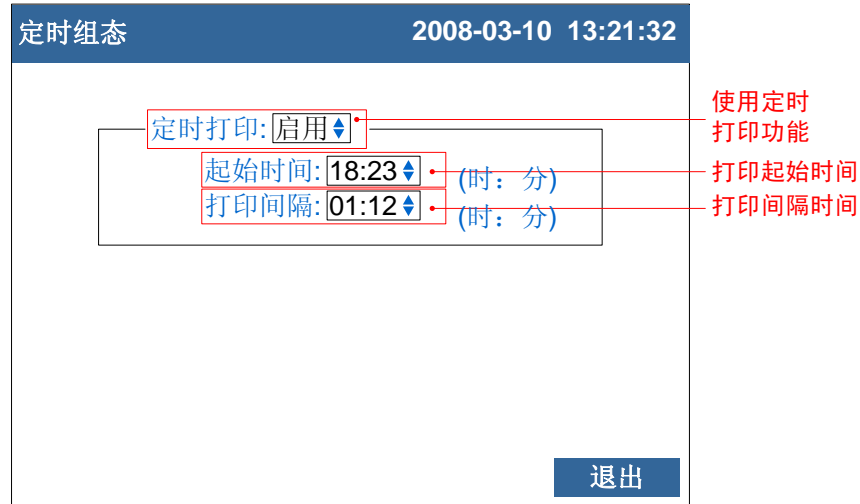 定时组态 2008-03-10 13:21:32
使用定时
打印功能
定时打印: 启用
起始时间: 18:23 (时：分)
打印起始时间
打印间隔: 01:12 (时：分)
打印间隔时间
退出